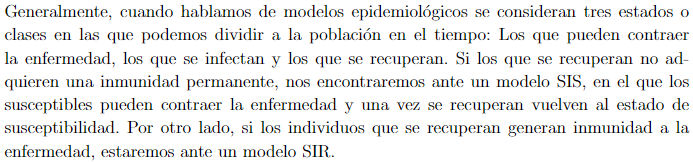 Generalmente, cuando hablamos de modelos epidemiológicos se consideran tres estados o
clases en las que podemos dividir a la población en el tiempo: Los que pueden contraer
la enfermedad, los que se infectan y los que se recuperan. Si los que se recuperan no ad-
quieren una inmunidad permanente, nos encontraremos ante un modelo SIS, en el que los
susceptibles pueden contraer la enfermedad y una vez se recuperan vuelven al estado de
susceptibilidad. Por otro lado, si los individuos que se recuperan generan inmunidad a la
enfermedad, estaremos ante un modelo SIR.